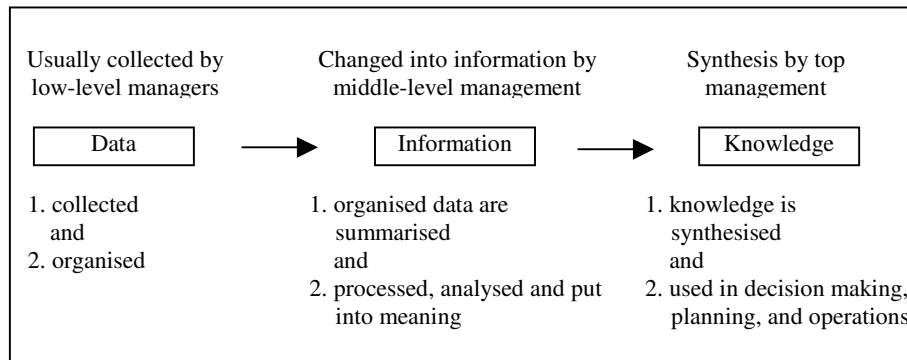 Usually collected by
low-level managers
Data
1. collected
and
2. organised
Changed into information by
middle-level management
Information
1. organised data are
summarised
and
2. processed, analysed and put
into meaning
Synthesis by top
management
Knowledge
1. knowledge is
synthesised
and
2. used in decision making,
planning, and operations